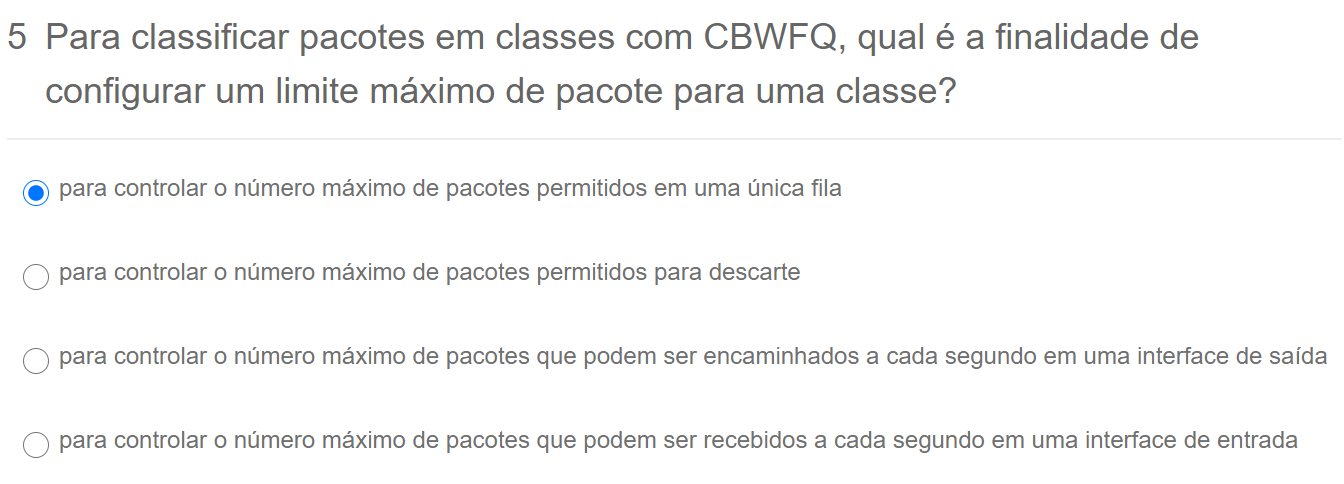 5 Para classificar pacotes em classes com CBWFQ, qual é a finalidade de
configurar um limite máximo de pacote para uma classe?
para controlar o número máximo de pacotes permitidos em uma única fila
para controlar o número máximo de pacotes permitidos para descarte
para controlar o número máximo de pacotes que podem ser encaminhados a cada segundo em uma interface de saída
para controlar o número máximo de pacotes que podem ser recebidos a cada segundo em uma interface de entrada